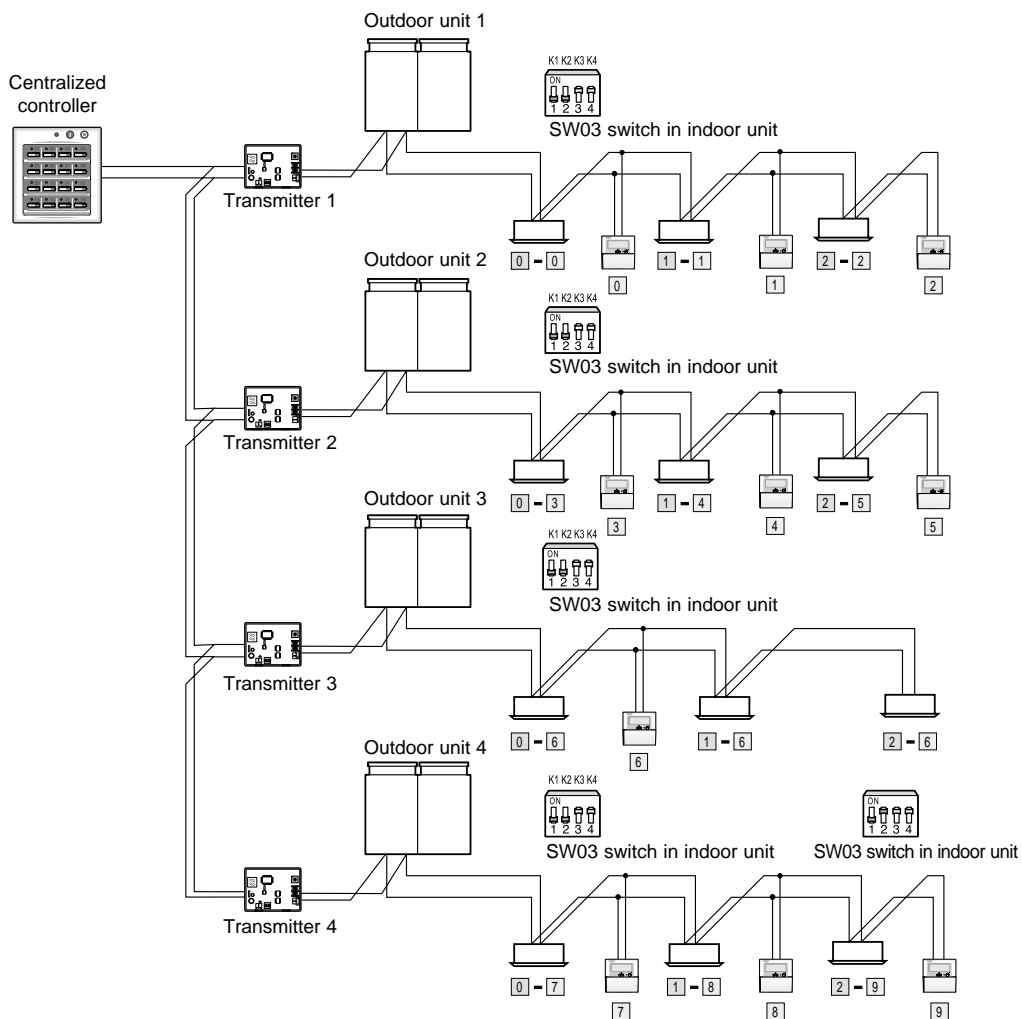 Outdoor unit 1
Centralized
controller
K1 K2 K3 K4
ON
1 2 3 4
SW03 switch in indoor unit
Transmitter 1
0 - 0
1 - 1
2 - 2
0
1
2
Outdoor unit 2
K1 K2 K3 K4
ON
1 2 3 4
SW03 switch in indoor unit
Transmitter 2
0 - 3
1 - 4
2 - 5
3
4
5
Outdoor unit 3
K1 K2 K3 K4
ON
1 2 3 4
SW03 switch in indoor unit
Transmitter 3
0 - 6
1 - 6
2 - 6
6
Outdoor unit 4
K1 K2 K3 K4
ON
1 2 3 4
SW03 switch in indoor unit
ON
1 2 3 4
SW03 switch in indoor unit
Transmitter 4
0 - 7
1 - 8
2 - 9
7
8
9